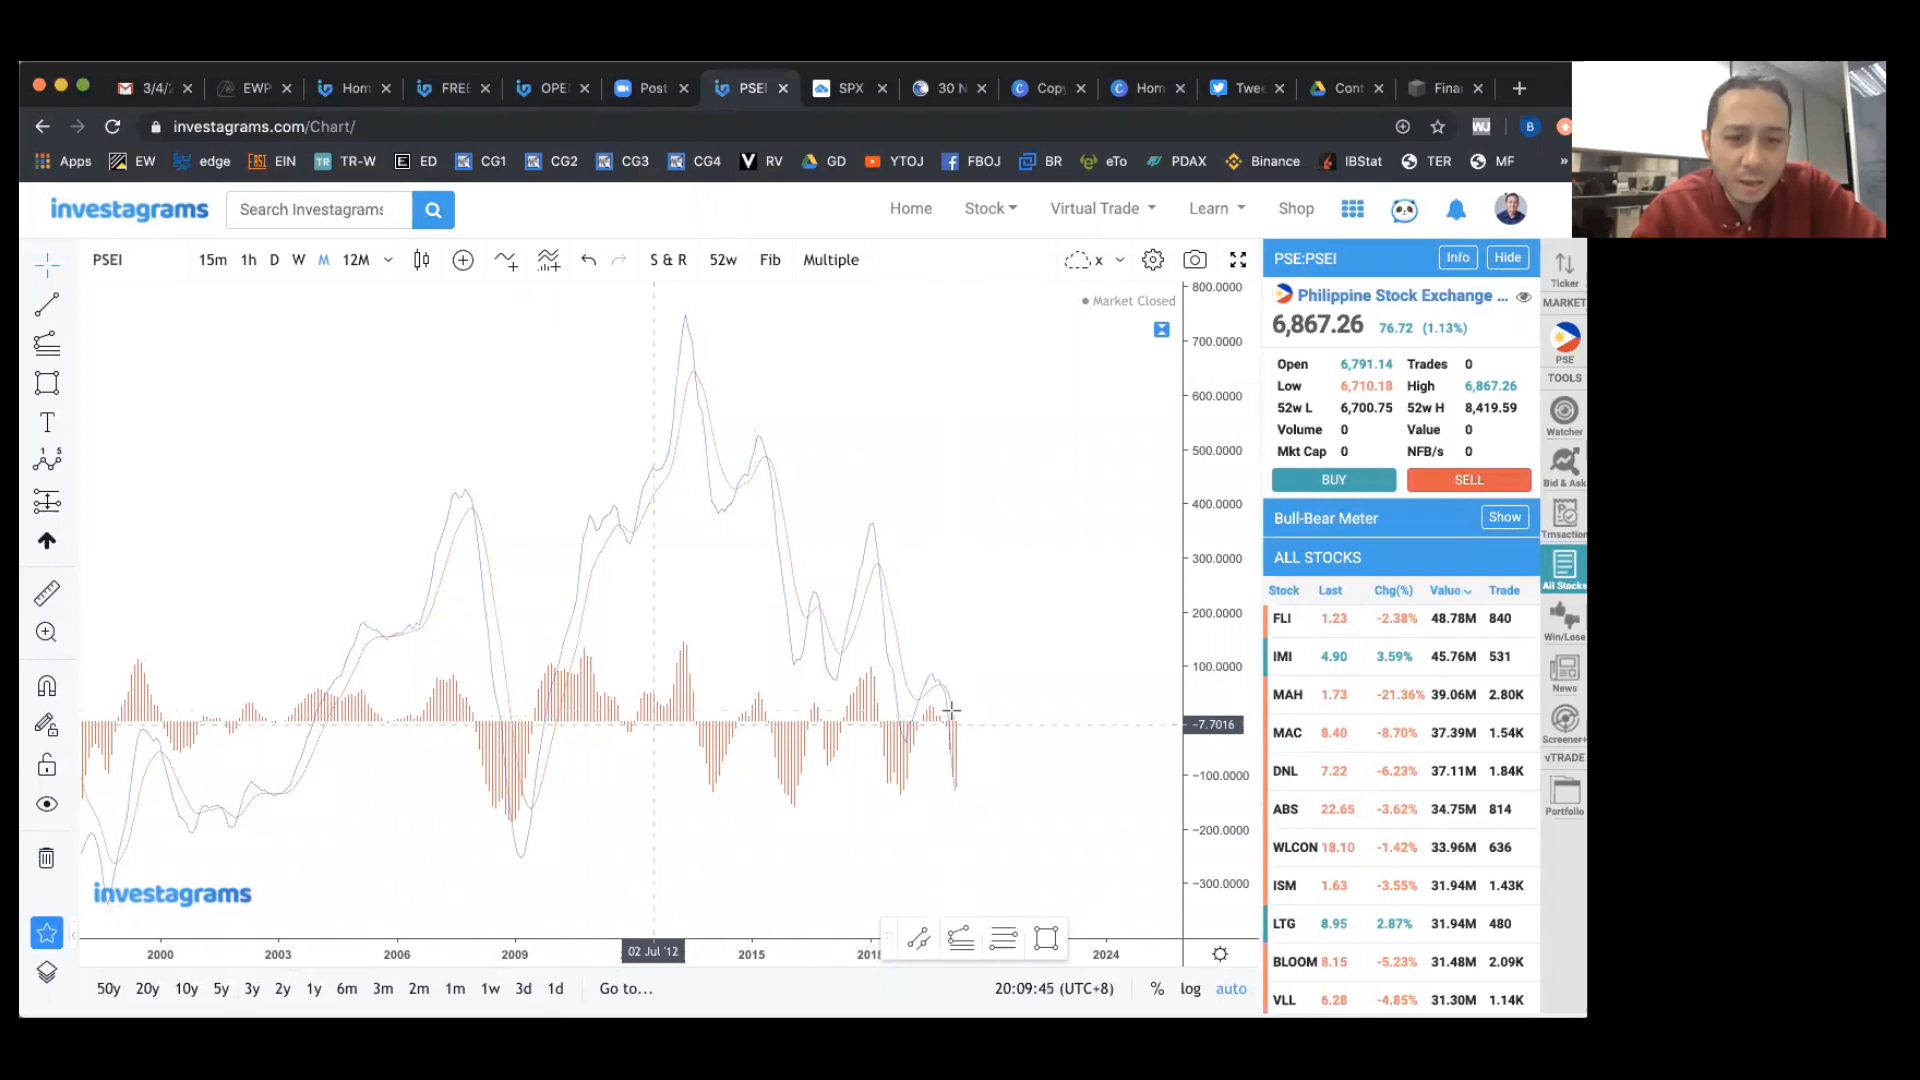 3/4/2 EWP Hom FREE OPE Post PSEI SPX 30 N Copy Hom Twee Cont Fina
investagrams.com/Chart/
WJ B
Apps EW edge EIN TR-W ED CG1 CG2 CG3 CG4 RV GD YTOJ FBOJ BR eTo PDAX Binance IBStat TER MF »
investagrams Search Investagrams Home Stock Virtual Trade Learn Shop
PSEI 15m 1h D W M 12M S & R 52w Fib Multiple x
Market Closed
800.0000
700.0000
600.0000
500.0000
400.0000
300.0000
200.0000
100.0000
−7.7016
−100.0000
−200.0000
−300.0000
investagrams
2000 2003 2006 2009 02 Jul '12 2015 2018 2024
50y 20y 10y 5y 3y 2y 1y 6m 3m 2m 1m 1w 3d 1d Go to... 20:09:45 (UTC+8) % log auto
PSE:PSEI Info Hide
Philippine Stock Exchange ...
6,867.26 76.72 (1.13%)
Open 6,791.14 Trades 0
Low 6,710.18 High 6,867.26
52w L 6,700.75 52w H 8,419.59
Volume 0 Value 0
Mkt Cap 0 NFB/s 0
BUY SELL
Bull-Bear Meter Show
ALL STOCKS
Stock Last Chg(%) Value Trade
FLI 1.23 -2.38% 48.78M 840
IMI 4.90 3.59% 45.76M 531
MAH 1.73 -21.36% 39.06M 2.80K
MAC 8.40 -8.70% 37.39M 1.54K
DNL 7.22 -6.23% 37.11M 1.84K
ABS 22.65 -3.62% 34.75M 814
WLCON 18.10 -1.42% 33.96M 636
ISM 1.63 -3.55% 31.94M 1.43K
LTG 8.95 2.87% 31.94M 480
BLOOM 8.15 -5.23% 31.48M 2.09K
VLL 6.28 -4.85% 31.30M 1.14K
Ticker
MARKET
PSE
TOOLS
Watcher
Bid & Ask
Trnsaction
All Stocks
Win/Lose
News
Screener+
vTRADE
Portfolio